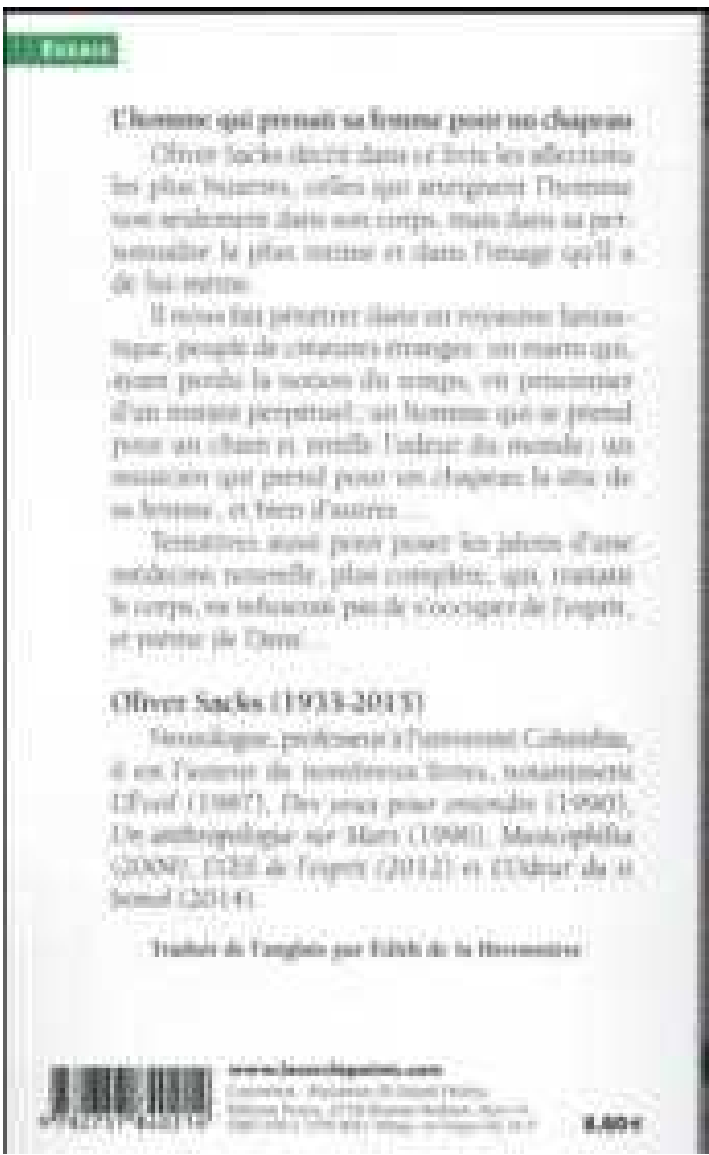 Essais
L'homme qui prenait sa femme pour un chapeau
Oliver Sacks décrit dans ce livre les affections
les plus bizarres, celles qui atteignent l'homme
non seulement dans son corps, mais dans sa per-
sonnalité la plus intime et dans l'image qu'il a
de lui-même.
Il nous fait pénétrer dans un royaume fantas-
tique, peuplé de créatures étranges: un marin qui,
ayant perdu la notion du temps, vit prisonnier
d'un instant perpétuel; un homme qui se prend
pour un chien et renifle l'odeur du monde; un
musicien qui prend pour un chapeau la tête de
sa femme, et bien d'autres...
Tentatives aussi pour poser les jalons d'une
médecine nouvelle, plus complète, qui, traitant
le corps, ne refuserait pas de s'occuper de l'esprit,
et même de l'âme...
Oliver Sacks (1933-2015)
Neurologue, professeur à l'université Columbia,
il est l'auteur de nombreux livres, notamment
L'Éveil (1987), Des yeux pour entendre (1990),
Un anthropologue sur Mars (1996), Musicophilia
(2009), L'Œil de l'esprit (2012) et L'Odeur du si
bémol (2014).
Traduit de l'anglais par Édith de la Héronnière
www.lecerclepoints.com
8.60€